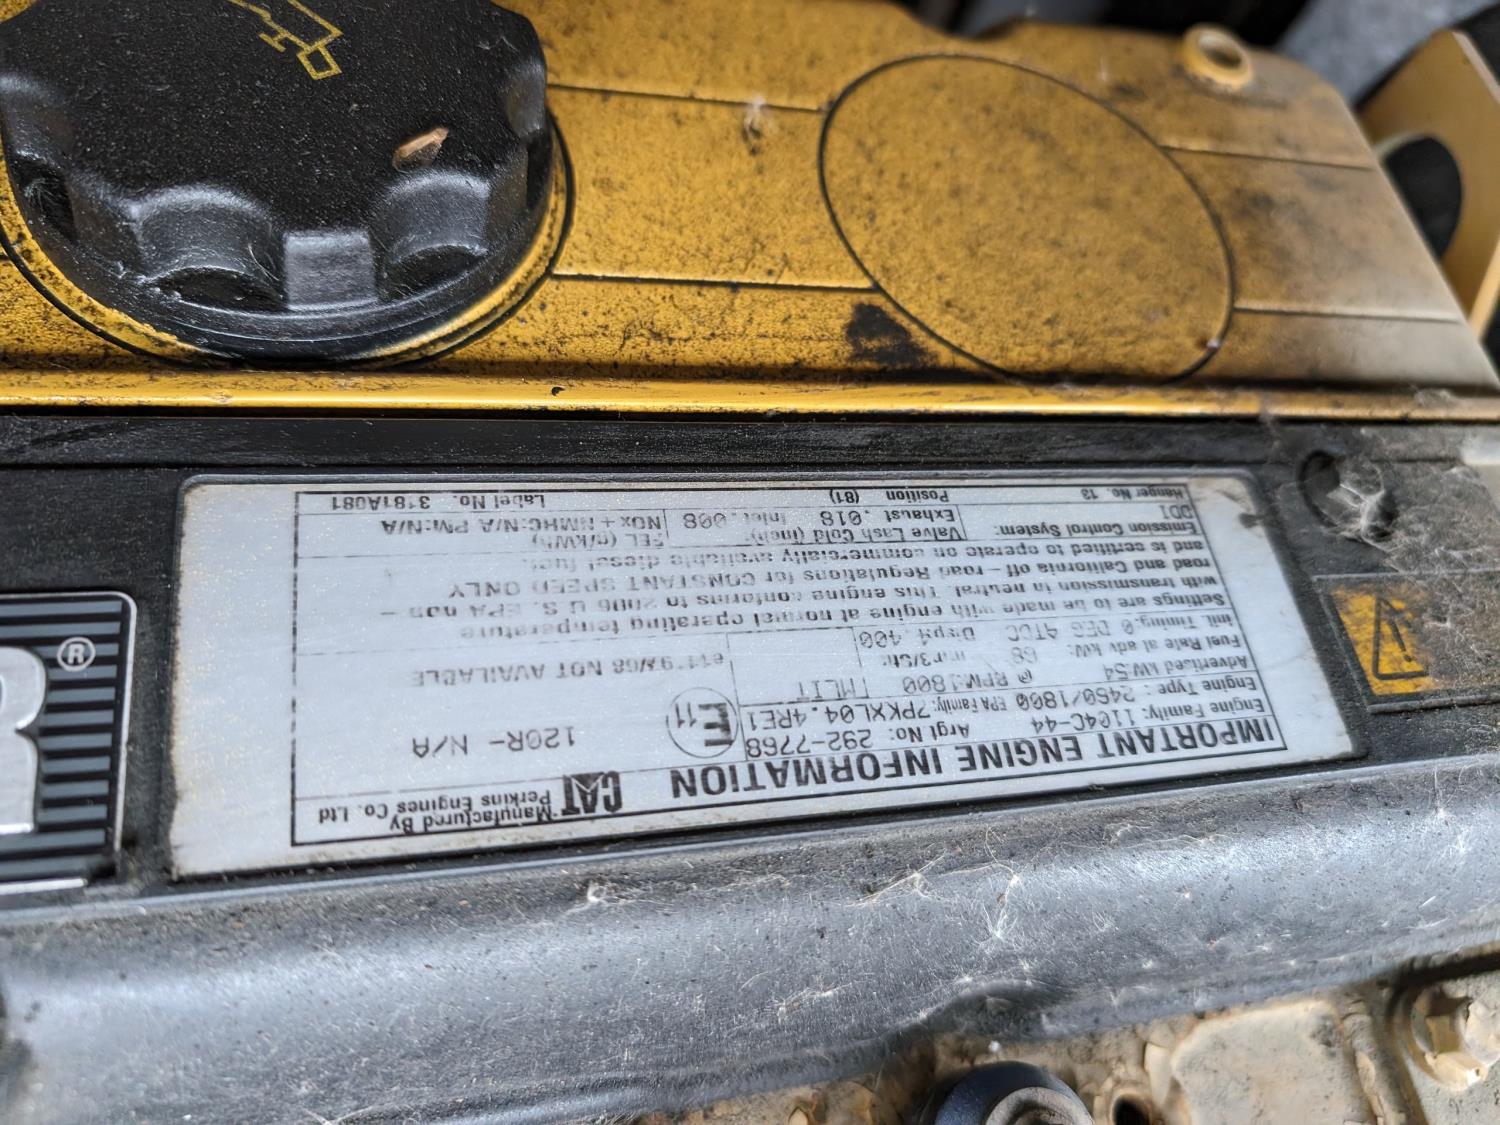 IMPORTANT ENGINE INFORMATION CAT Manufactured By
Perkins Engines Co. Ltd
Engine Family: 1104C-44 Argt No: 292-7768
Engine Type: 2460/1800 EPA Family: 7PKXL04.4RE1
E11 120R- N/A
Advertised kW:54 @ RPM:1800 MLIT
Fuel Rate at adv kW: 68 mm3/Str NOT AVAILABLE
Init Timing:0 DEG ATDC Displ4.400
Settings are to be made with engine at normal operating temperature
with transmission in neutral. This engine conforms to 2006 U.S. EPA non-
road and California off-road Regulations for CONSTANT SPEED ONLY
and is certified to operate on commercially available diesel fuel.
Emission Control System: Valve Lash Cold (inch): FEL (g/kWh)
DDI Exhaust .018 Inlet .008 NOx + NMHC:N/A PM:N/A
Hanger No. 13 Position (81) Label No. 3181A081
®